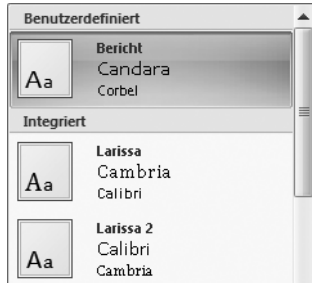 Benutzerdefiniert
Aa
Bericht
Candara
Corbel
Integriert
Aa
Larissa
Cambria
Calibri
Aa
Larissa 2
Calibri
Cambria